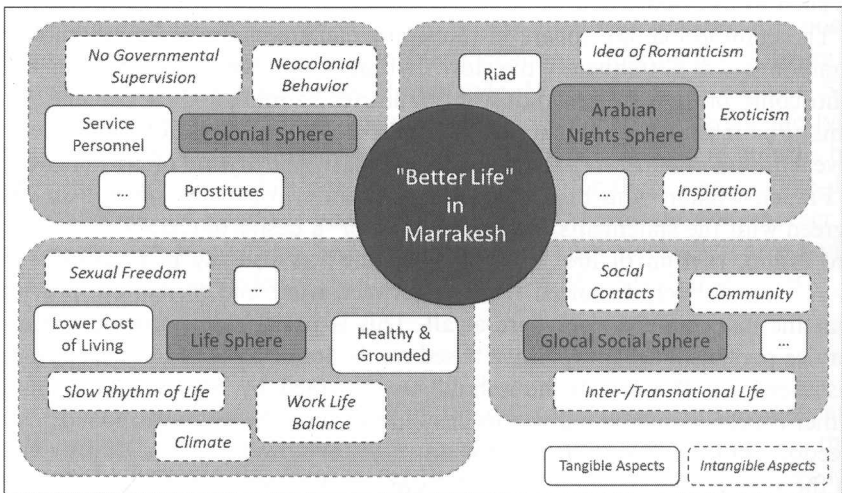 No Governmental
Supervision
Neocolonial
Behavior
Service
Personnel
Colonial Sphere
...
Prostitutes
Idea of Romanticism
Riad
Arabian
Nights Sphere
Exoticism
...
Inspiration
"Better Life"
in
Marrakesh
Sexual Freedom
...
Lower Cost
of Living
Life Sphere
Healthy &
Grounded
Slow Rhythm of Life
Work Life
Balance
Climate
Social
Contacts
Community
Glocal Social Sphere
...
Inter-/Transnational Life
Tangible Aspects
Intangible Aspects